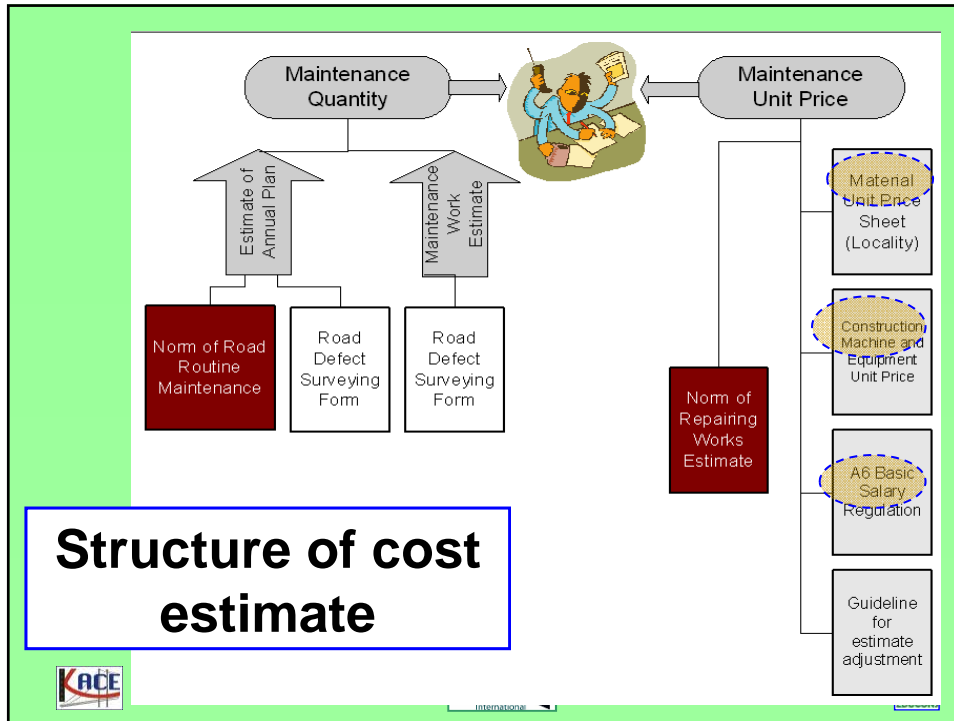 Maintenance
Quantity
Maintenance
Unit Price
Estimate of
Annual Plan
Maintenance
Work
Estimate
Material
Unit Price
Sheet
(Locality)
Norm of Road
Routine
Maintenance
Road
Defect
Surveying
Form
Road
Defect
Surveying
Form
Construction
Machine and
Equipment
Unit Price
Norm of
Repairing
Works
Estimate
A6 Basic
Salary
Regulation
Structure of cost
estimate
Guideline
for
estimate
adjustment
KACE
International